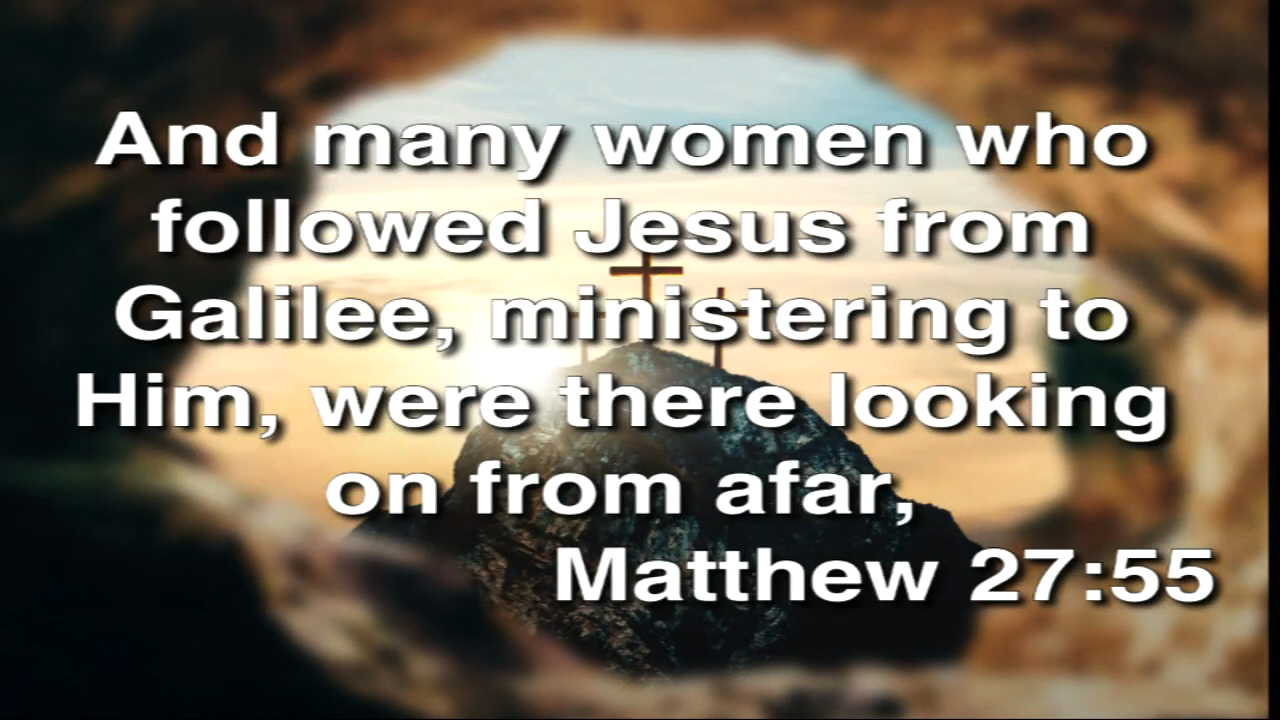 And many women who
followed Jesus from
Galilee, ministering to
Him, were there looking
on from afar,
Matthew 27:55